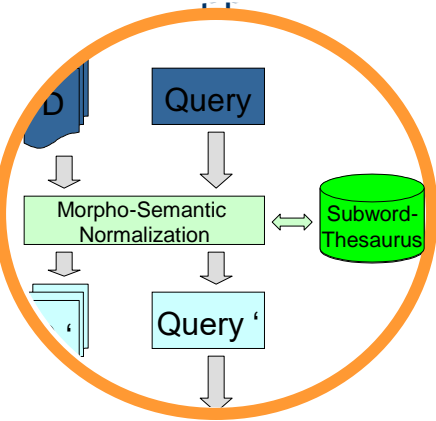 D
Query
Morpho-Semantic
Normalization
Subword-
Thesaurus
Query ‘
‘